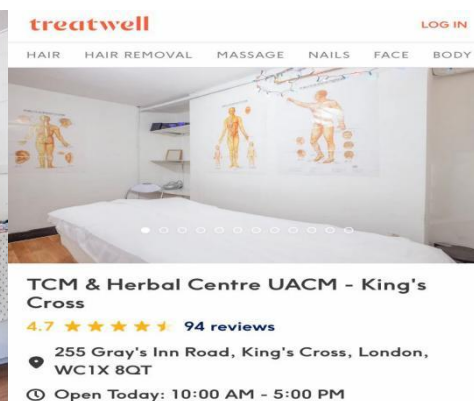 treatwell
LOG IN
HAIR HAIR REMOVAL MASSAGE NAILS FACE BODY
TCM & Herbal Centre UACM - King's
Cross
4.7 94 reviews
255 Gray's Inn Road, King's Cross, London,
WC1X 8QT
Open Today: 10:00 AM - 5:00 PM